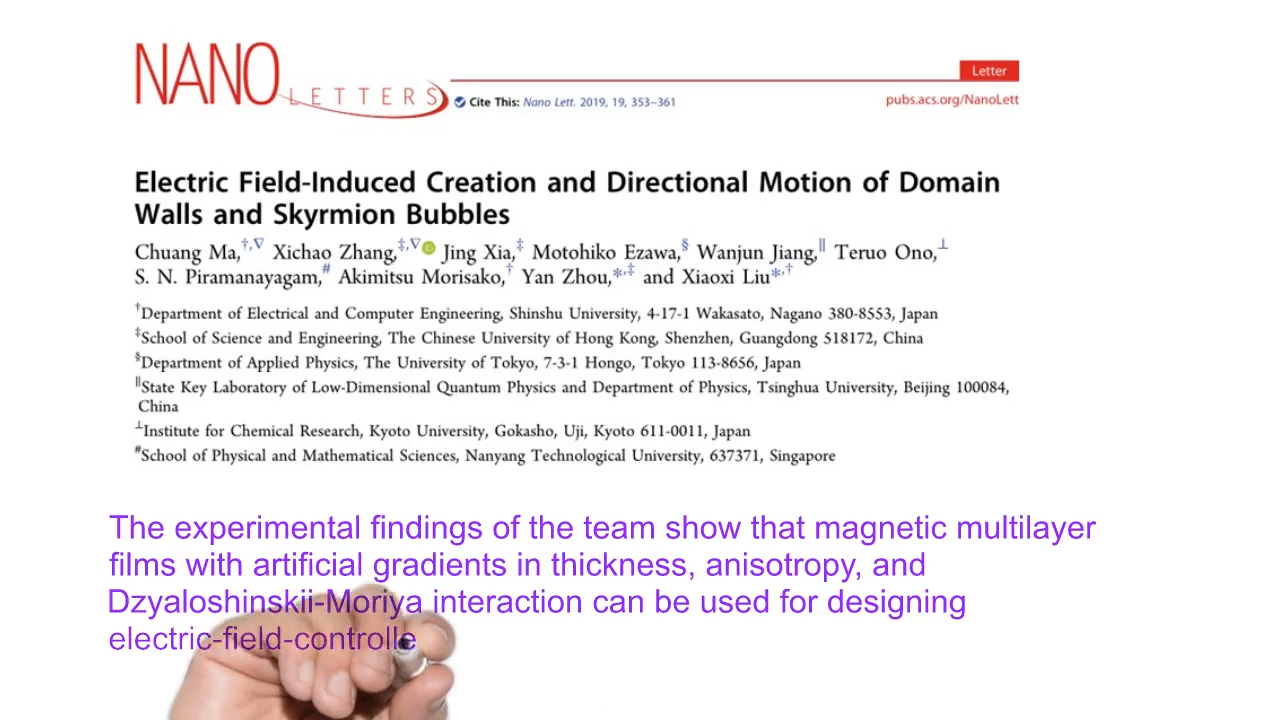 NANO LETTERS
Cite This: Nano Lett. 2019, 19, 353−361
Letter
pubs.acs.org/NanoLett
Electric Field-Induced Creation and Directional Motion of Domain
Walls and Skyrmion Bubbles
Chuang Ma,†,∇ Xichao Zhang,‡,∇ Jing Xia,‡ Motohiko Ezawa,§ Wanjun Jiang,∥ Teruo Ono,⊥
S. N. Piramanayagam,# Akimitsu Morisako,† Yan Zhou,*,‡ and Xiaoxi Liu*,†
†Department of Electrical and Computer Engineering, Shinshu University, 4-17-1 Wakasato, Nagano 380-8553, Japan
‡School of Science and Engineering, The Chinese University of Hong Kong, Shenzhen, Guangdong 518172, China
§Department of Applied Physics, The University of Tokyo, 7-3-1 Hongo, Tokyo 113-8656, Japan
∥State Key Laboratory of Low-Dimensional Quantum Physics and Department of Physics, Tsinghua University, Beijing 100084,
China
⊥Institute for Chemical Research, Kyoto University, Gokasho, Uji, Kyoto 611-0011, Japan
#School of Physical and Mathematical Sciences, Nanyang Technological University, 637371, Singapore
The experimental findings of the team show that magnetic multilayer
films with artificial gradients in thickness, anisotropy, and
Dzyaloshinskii-Moriya interaction can be used for designing
electric-field-controlle